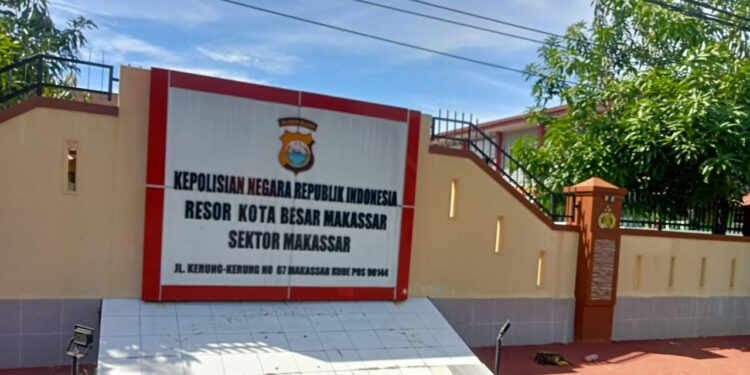 KEPOLISIAN NEGARA REPUBLIK INDONESIA
RESOR KOTA BESAR MAKASSAR
SEKTOR MAKASSAR
JL. KERUNG-KERUNG NO 67 MAKASSAR KODE POS 90144